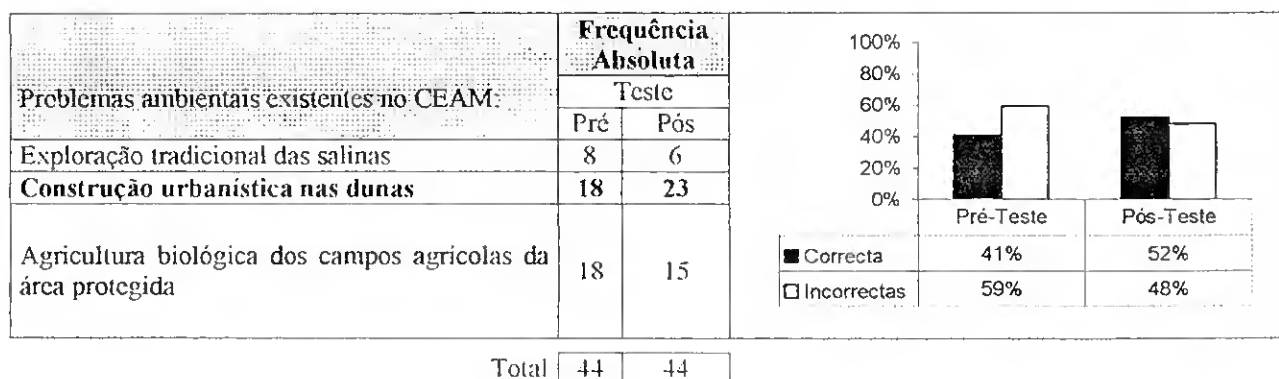 Problemas ambientais existentes no CEAM:
Frequência
Absoluta
Teste
Pré Pós
Exploração tradicional das salinas 8 6
Construção urbanística nas dunas 18 23
Agricultura biológica dos campos agrícolas da
área protegida
18 15
Total 44 44
100%
80%
60%
40%
20%
0%
Pré-Teste Pós-Teste
Correcta 41% 52%
Incorrectas 59% 48%